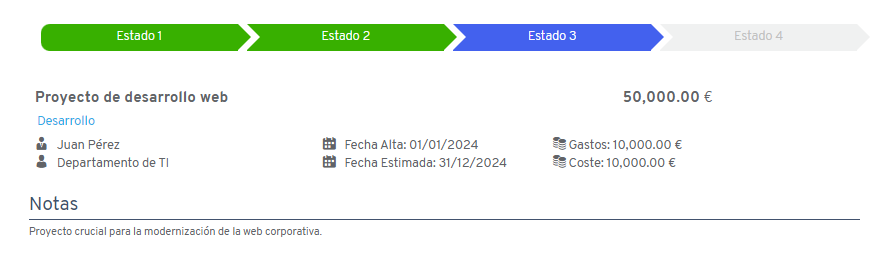 Estado 1 Estado 2 Estado 3 Estado 4
Proyecto de desarrollo web 50,000.00 €
Desarrollo
Juan Pérez Fecha Alta: 01/01/2024 Gastos: 10,000.00 €
Departamento de TI Fecha Estimada: 31/12/2024 Coste: 10,000.00 €
Notas
Proyecto crucial para la modernización de la web corporativa.